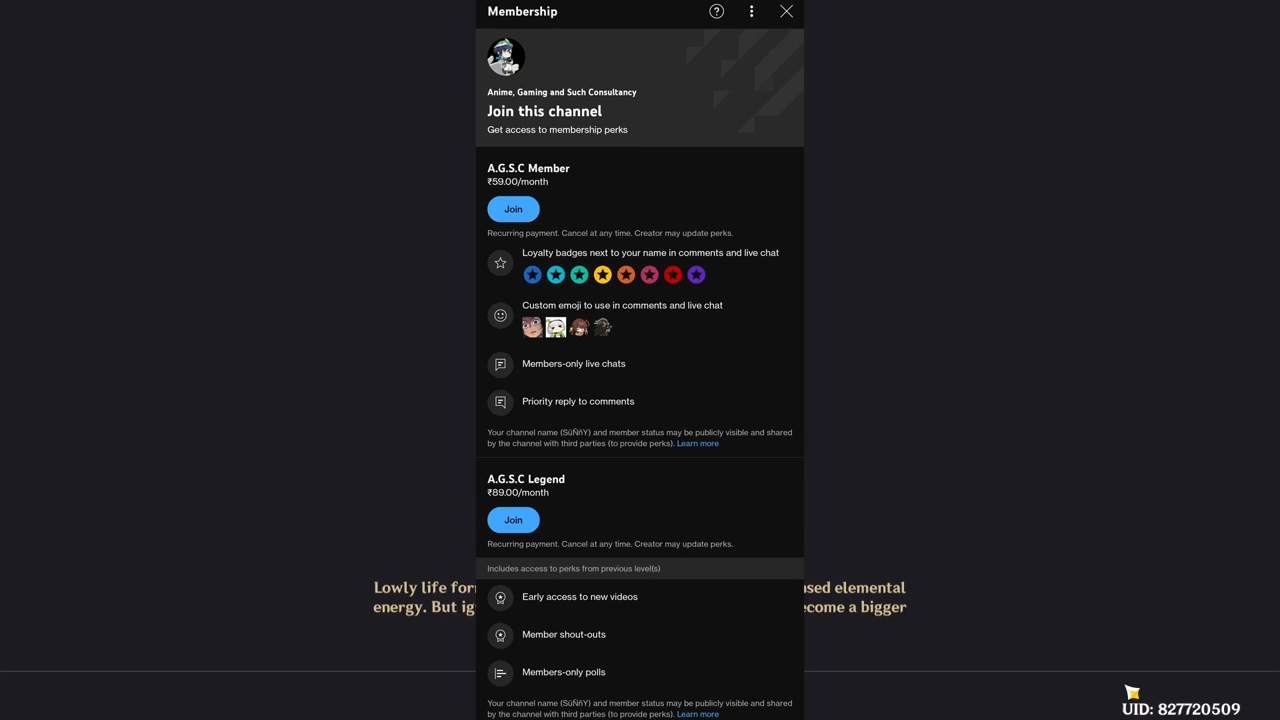 Membership
Anime, Gaming and Such Consultancy
Join this channel
Get access to membership perks
A.G.S.C Member
₹59.00/month
Join
Recurring payment. Cancel at any time. Creator may update perks.
Loyalty badges next to your name in comments and live chat
Custom emoji to use in comments and live chat
Members-only live chats
Priority reply to comments
Your channel name (SüÑñY) and member status may be publicly visible and shared
by the channel with third parties (to provide perks). Learn more
A.G.S.C Legend
₹89.00/month
Join
Recurring payment. Cancel at any time. Creator may update perks.
Includes access to perks from previous level(s)
Early access to new videos
Lowly life
energy. But
become a bigger
Member shout-outs
Members-only polls
Your channel name (SüÑñY) and member status may be publicly visible and shared
by the channel with third parties (to provide perks). Learn more
UID: 827720509